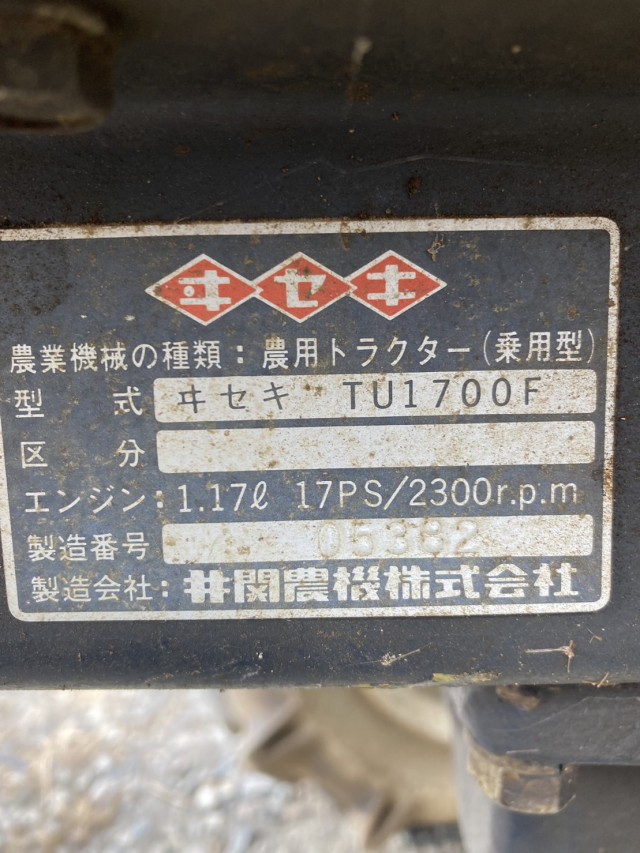 ヰセキ
農業機械の種類：農用トラクター(乗用型)
型 式 ヰセキ TU1700F
区 分
エンジン：1.17ℓ 17PS/2300r.p.m
製造番号 05382
製造会社：井関農機株式会社